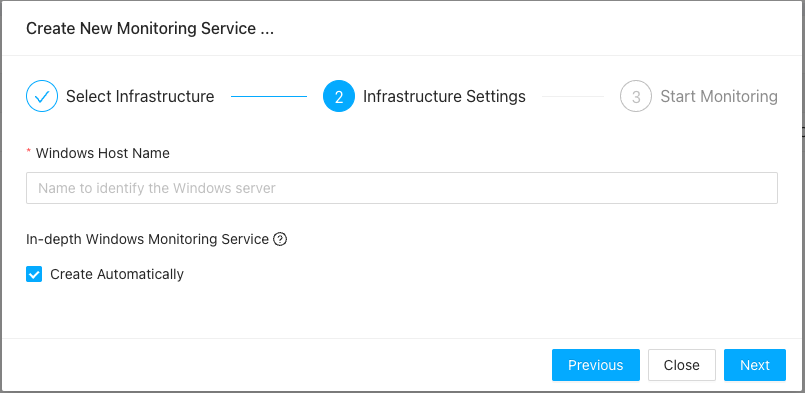 Create New Monitoring Service ...
Select Infrastructure 2 Infrastructure Settings 3 Start Monitoring
* Windows Host Name
Name to identify the Windows server
In-depth Windows Monitoring Service ?
Create Automatically
Previous Close Next